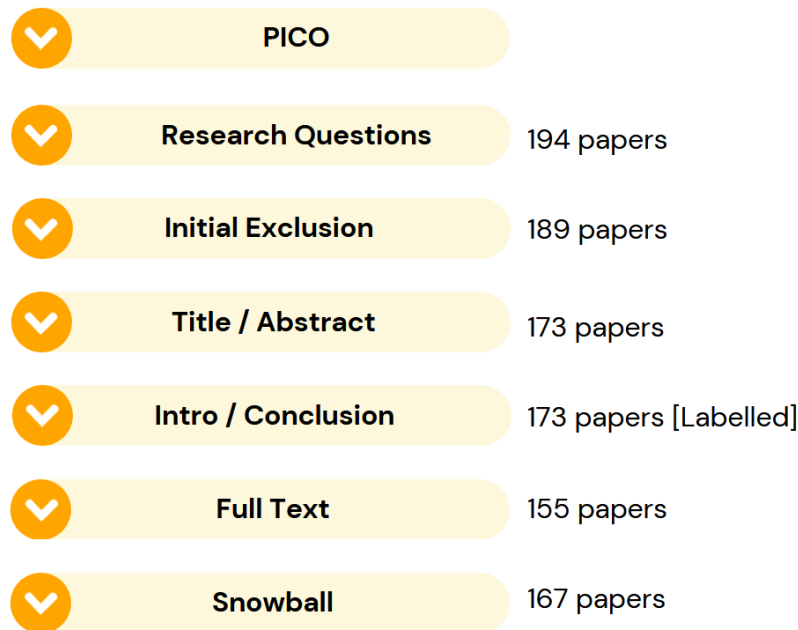 PICO
Research Questions 194 papers
Initial Exclusion 189 papers
Title / Abstract 173 papers
Intro / Conclusion 173 papers [Labelled]
Full Text 155 papers
Snowball 167 papers